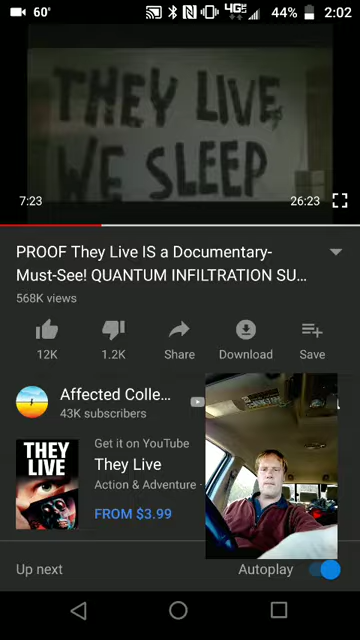 60°
4G
44%
2:02
THEY LIVE,
WE SLEEP
7:23
26:23
PROOF They Live IS a Documentary-
Must-See! QUANTUM INFILTRATION SU...
568K views
12K
1.2K
Share
Download
Save
Affected Colle...
43K subscribers
Get it on YouTube
THEY
LIVE
They Live
Action & Adventure ·
FROM $3.99
Up next
Autoplay